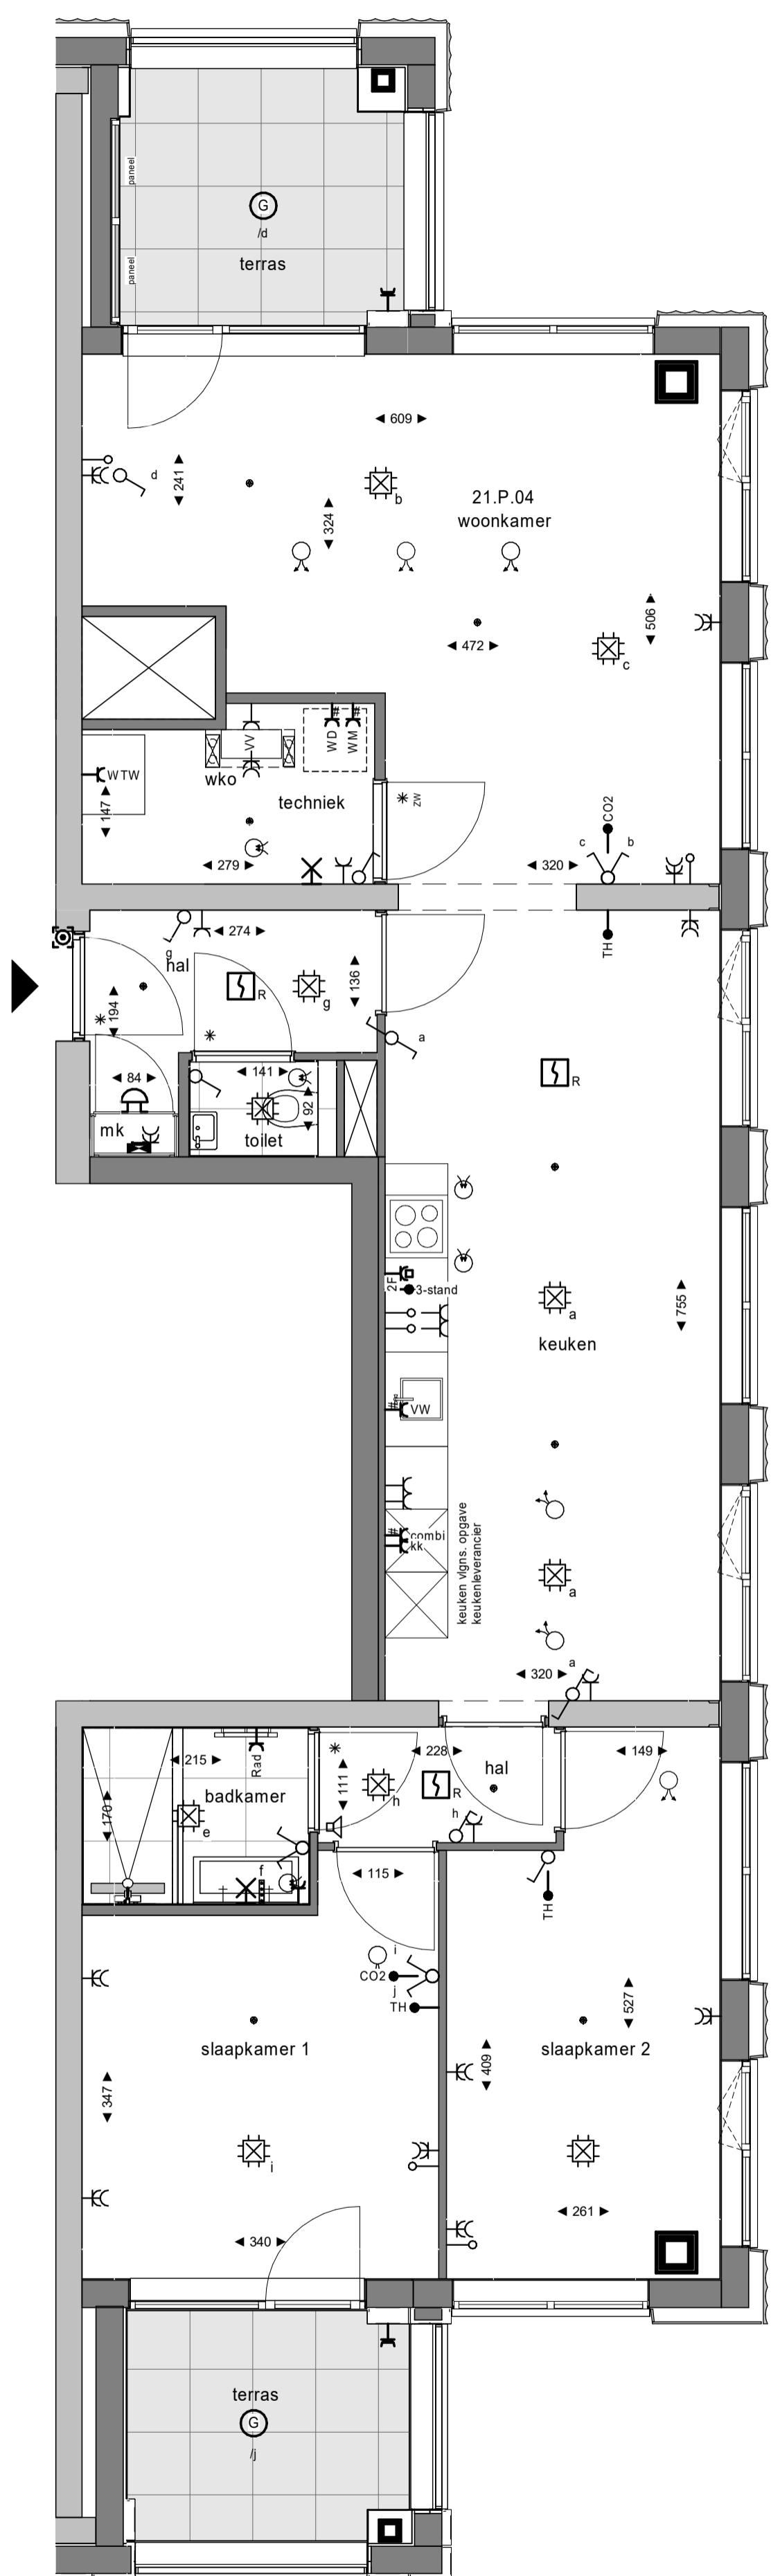 paneel
G
/d
terras
paneel
609
d
241
b
21.P.04
woonkamer
324
506
472
c
VV
WD
WM
WTW
wko
147
techniek
ZW
CO2
c
b
279
320
g
274
TH
hal
136
R
g
194
a
84
141
R
92
mk
toilet
2F
3-stand
a
755
keuken
VW
combi
kk
keuken vlgns. opgave
keukenleverancier
a
a
320
215
Rad
228
hal
149
111
badkamer
h
R
170
e
h
f
115
TH
i
CO2
j
TH
527
slaapkamer 1
slaapkamer 2
409
347
i
261
340
terras
G
/j